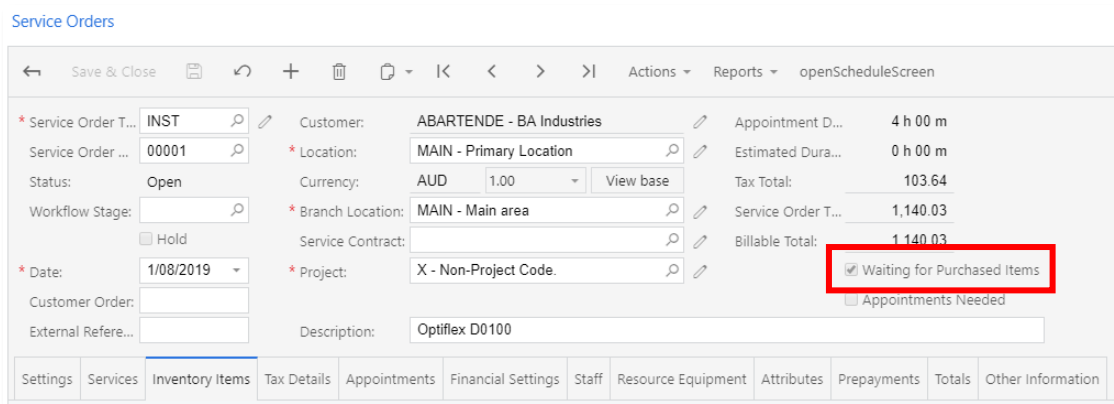 Service Orders
Save & Close Actions Reports openScheduleScreen
* Service Order T... INST Customer: ABARTENDE - BA Industries Appointment D... 4 h 00 m
Service Order ... 00001 * Location: MAIN - Primary Location Estimated Dura... 0 h 00 m
Status: Open Currency: AUD 1.00 View base Tax Total: 103.64
Workflow Stage: * Branch Location: MAIN - Main area Service Order T... 1,140.03
Hold Service Contract: Billable Total: 1,140.03
* Date: 1/08/2019 * Project: X - Non-Project Code. Waiting for Purchased Items
Customer Order: Appointments Needed
External Refere... Description: Optiflex D0100
Settings Services Inventory Items Tax Details Appointments Financial Settings Staff Resource Equipment Attributes Prepayments Totals Other Information